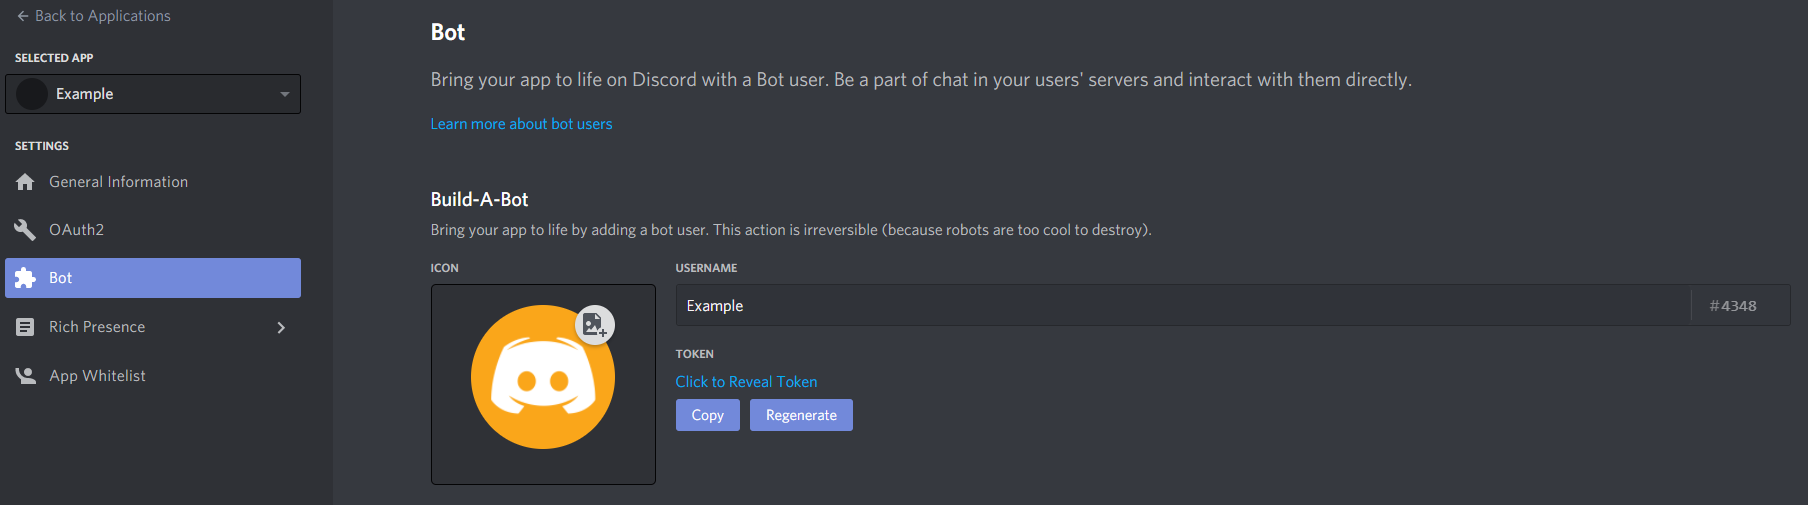 Back to Applications
SELECTED APP
Example
SETTINGS
General Information
OAuth2
Bot
Rich Presence
App Whitelist
Bot
Bring your app to life on Discord with a Bot user. Be a part of chat in your users' servers and interact with them directly.
Learn more about bot users
Build-A-Bot
Bring your app to life by adding a bot user. This action is irreversible (because robots are too cool to destroy).
ICON
USERNAME
Example #4348
TOKEN
Click to Reveal Token
Copy Regenerate